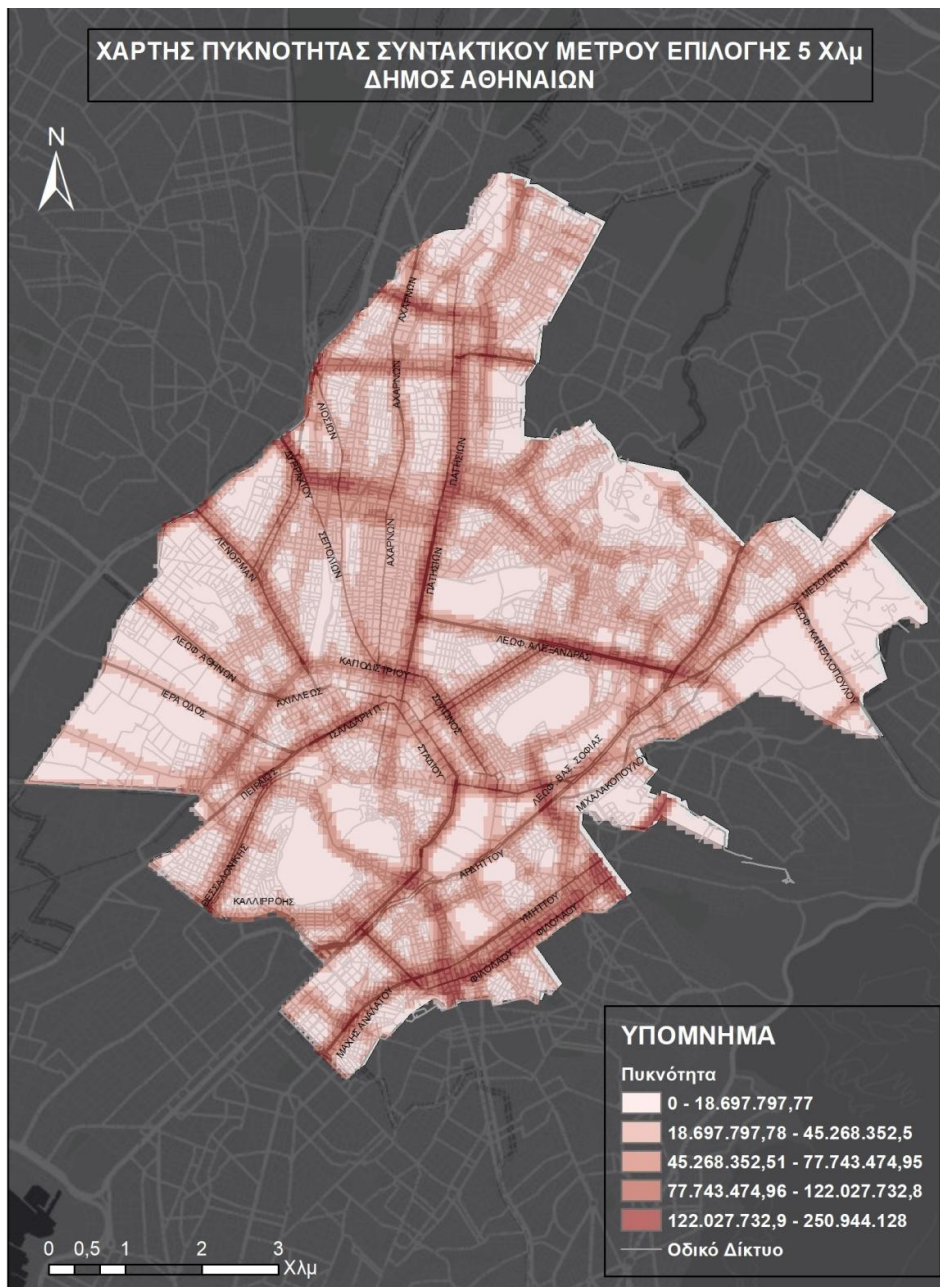 ΧΑΡΤΗΣ ΠΥΚΝΟΤΗΤΑΣ ΣΥΝΤΑΚΤΙΚΟΥ ΜΕΤΡΟΥ ΕΠΙΛΟΓΗΣ 5 Χλμ
ΔΗΜΟΣ ΑΘΗΝΑΙΩΝ
N
ΑΧΑΡΝΩΝ
ΑΧΑΡΝΩΝ
ΛΙΟΣΙΩΝ
ΠΑΤΗΣΙΩΝ
ΑΧΑΡΝΩΝ
ΛΕΝΟΡΜΑΝ
ΣΕΠΟΛΙΩΝ
ΠΑΤΗΣΙΩΝ
ΜΕΣΟΓΕΙΩΝ
ΛΕΩΦ. ΚΑΝΕΛΛΟΠΟΥΛΟΥ
ΛΕΩΦ. ΑΛΕΞΑΝΔΡΑΣ
ΛΕΩΦ. ΑΘΗΝΩΝ
ΚΑΠΟΔΙΣΤΡΙΟΥ
ΑΧΙΛΛΕΩΣ
ΙΕΡΑ ΟΔΟΣ
ΤΣΑΛΔΑΡΗ Π.
ΣΟΛΩΝΟΣ
ΣΤΑΔΙΟΥ
ΛΕΩΦ. ΒΑΣ. ΣΟΦΙΑΣ
ΠΕΙΡΑΙΩΣ
ΜΙΧΑΛΑΚΟΠΟΥΛΟΥ
ΑΡΔΗΤΤΟΥ
ΘΕΣΣΑΛΟΝΙΚΗΣ
ΚΑΛΛΙΡΡΟΗΣ
ΥΜΗΤΤΟΥ
ΦΙΛΟΛΑΟΥ
ΦΙΛΟΛΑΟΥ
ΜΑΧΗΣ ΑΝΑΛΑΤΟΥ
ΥΠΟΜΝΗΜΑ
Πυκνότητα
0 - 18.697.797,77
18.697.797,78 - 45.268.352,5
45.268.352,51 - 77.743.474,95
77.743.474,96 - 122.027.732,8
122.027.732,9 - 250.944.128
Οδικό Δίκτυο
0 0,5 1 2 3
Χλμ